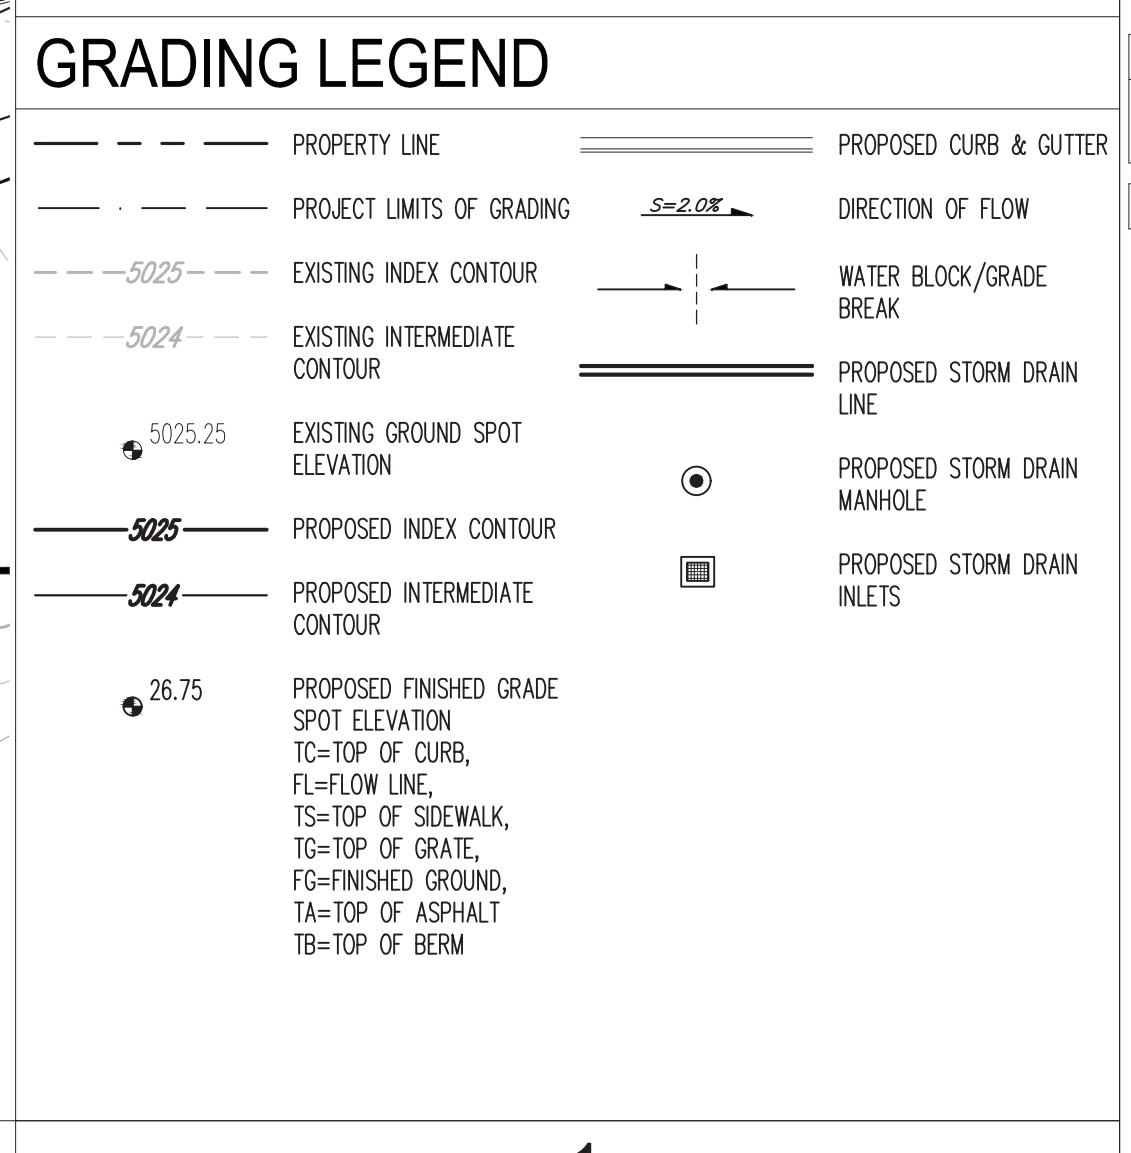 GRADING LEGEND
PROPERTY LINE
PROJECT LIMITS OF GRADING
5025
EXISTING INDEX CONTOUR
5024
EXISTING INTERMEDIATE
CONTOUR
5025.25
EXISTING GROUND SPOT
ELEVATION
5025
PROPOSED INDEX CONTOUR
5024
PROPOSED INTERMEDIATE
CONTOUR
26.75
PROPOSED FINISHED GRADE
SPOT ELEVATION
TC=TOP OF CURB,
FL=FLOW LINE,
TS=TOP OF SIDEWALK,
TG=TOP OF GRATE,
FG=FINISHED GROUND,
TA=TOP OF ASPHALT
TB=TOP OF BERM
PROPOSED CURB & GUTTER
S=2.0%
DIRECTION OF FLOW
WATER BLOCK/GRADE
BREAK
PROPOSED STORM DRAIN
LINE
PROPOSED STORM DRAIN
MANHOLE
PROPOSED STORM DRAIN
INLETS